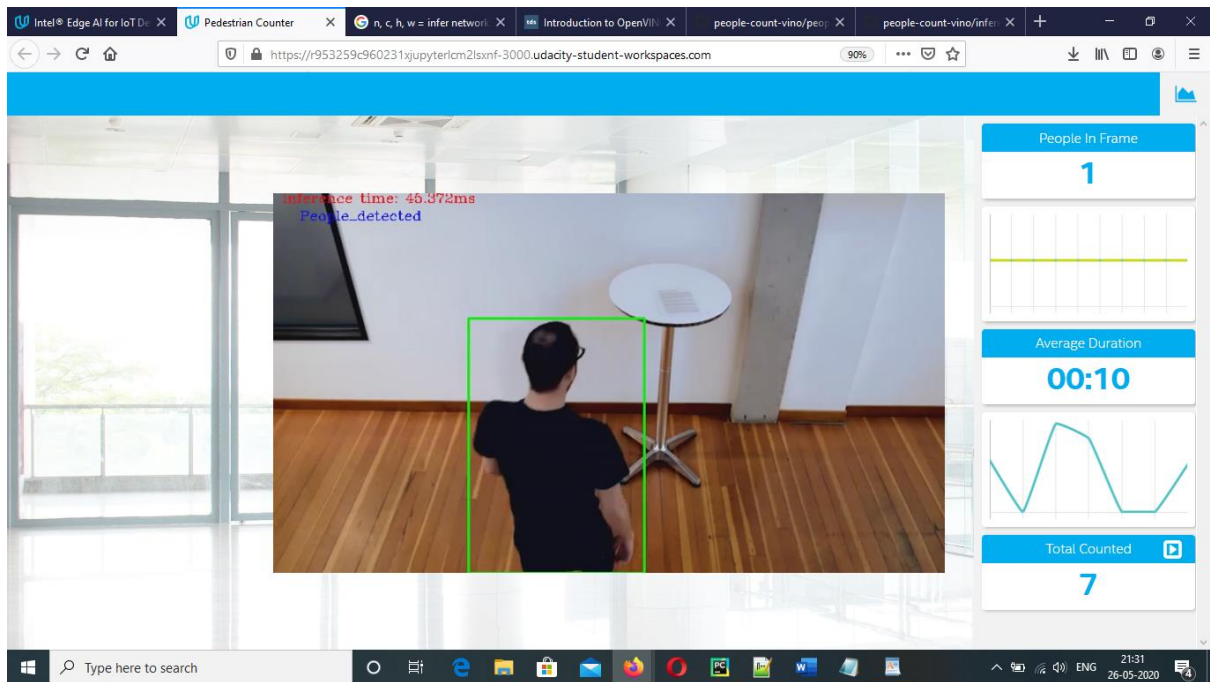 Intel® Edge AI for IoT De
Pedestrian Counter
n, c, h, w = infer network.
tds Introduction to OpenVIN
people-count-vino/peop
people-count-vino/infer
https://r953259c960231xjupyterlcm2lsxnf-3000.udacity-student-workspaces.com
90%
People In Frame
1
Inference time: 45.372ms
People_detected
Average Duration
00:10
Total Counted
7
Type here to search
ENG
21:31
26-05-2020
4